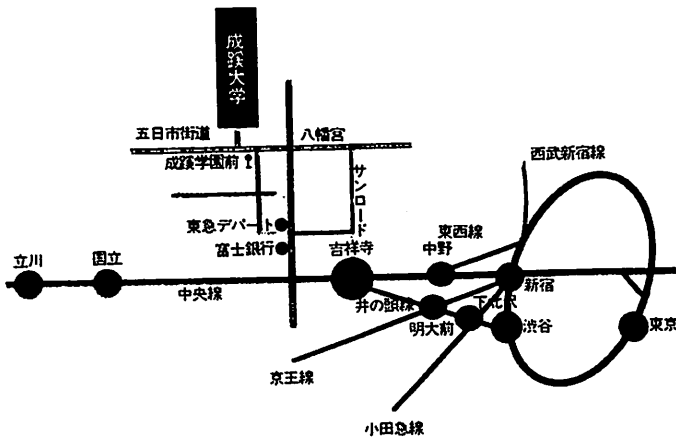 成蹊大学
五日市街道
八幡宮
成蹊学園前
西武新宿線
サンロード
東急デパート
東西線
富士銀行
吉祥寺
中野
立川
国立
新宿
中央線
井の頭線
下北沢
明大前
渋谷
東京
京王線
小田急線